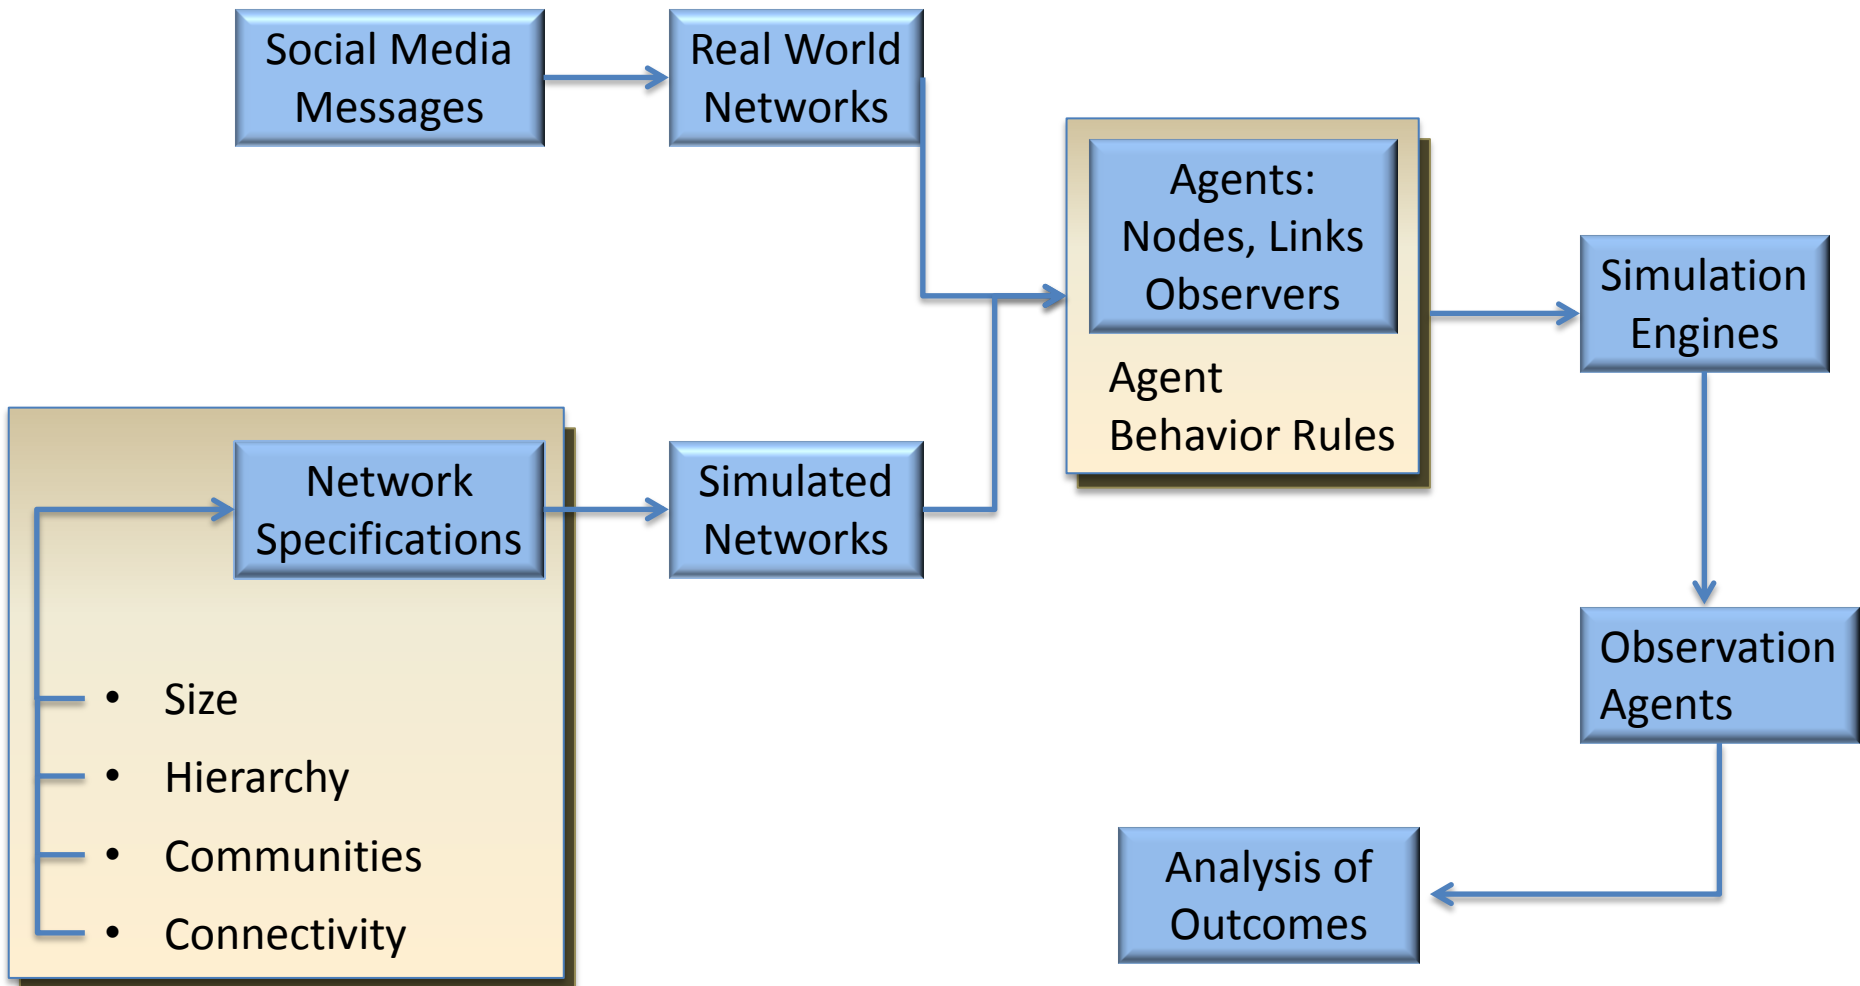 Social Media
Messages
Real World
Networks
Agents:
Nodes, Links
Observers
Agent
Behavior Rules
Simulation
Engines
Network
Specifications
Simulated
Networks
• Size
• Hierarchy
• Communities
• Connectivity
Observation
Agents
Analysis of
Outcomes